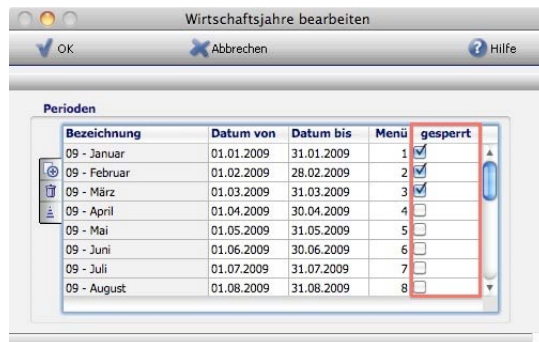 Wirtschaftsjahre bearbeiten
OK Abbrechen Hilfe
Perioden
Bezeichnung Datum von Datum bis Menü gesperrt
09 - Januar 01.01.2009 31.01.2009 1
09 - Februar 01.02.2009 28.02.2009 2
09 - März 01.03.2009 31.03.2009 3
09 - April 01.04.2009 30.04.2009 4
09 - Mai 01.05.2009 31.05.2009 5
09 - Juni 01.06.2009 30.06.2009 6
09 - Juli 01.07.2009 31.07.2009 7
09 - August 01.08.2009 31.08.2009 8